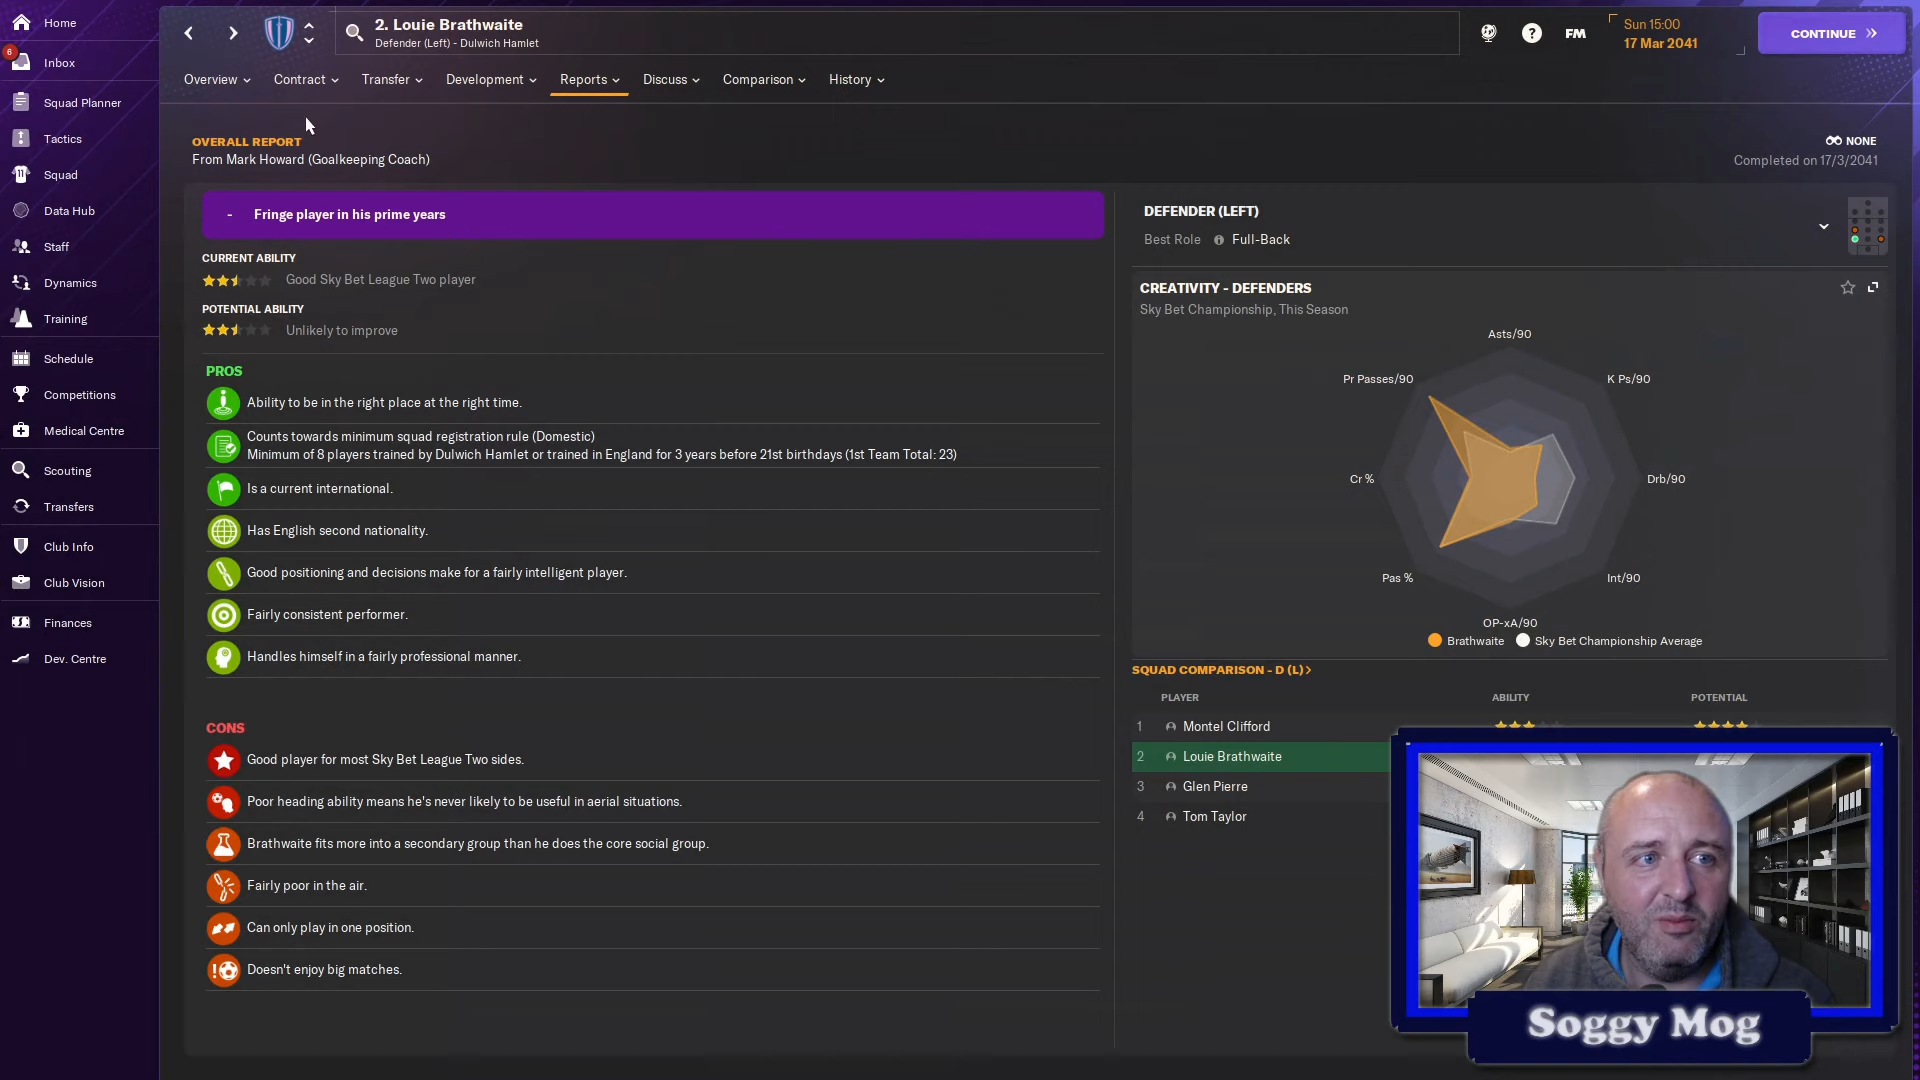 Home
6
Inbox
Squad Planner
Tactics
Squad
Data Hub
Staff
Dynamics
Training
Schedule
Competitions
Medical Centre
Scouting
Transfers
Club Info
Club Vision
Finances
Dev. Centre
2. Louie Brathwaite
Defender (Left) - Dulwich Hamlet
?
FM
Sun 15:00
17 Mar 2041
CONTINUE
Overview
Contract
Transfer
Development
Reports
Discuss
Comparison
History
OVERALL REPORT
From Mark Howard (Goalkeeping Coach)
NONE
Completed on 17/3/2041
- Fringe player in his prime years
CURRENT ABILITY
Good Sky Bet League Two player
POTENTIAL ABILITY
Unlikely to improve
PROS
Ability to be in the right place at the right time.
Counts towards minimum squad registration rule (Domestic)
Minimum of 8 players trained by Dulwich Hamlet or trained in England for 3 years before 21st birthdays (1st Team Total: 23)
Is a current international.
Has English second nationality.
Good positioning and decisions make for a fairly intelligent player.
Fairly consistent performer.
Handles himself in a fairly professional manner.
CONS
Good player for most Sky Bet League Two sides.
Poor heading ability means he's never likely to be useful in aerial situations.
Brathwaite fits more into a secondary group than he does the core social group.
Fairly poor in the air.
Can only play in one position.
Doesn't enjoy big matches.
DEFENDER (LEFT)
Best Role Full-Back
CREATIVITY - DEFENDERS
Sky Bet Championship, This Season
Asts/90
Pr Passes/90
K Ps/90
Cr %
Drb/90
Pas %
Int/90
OP-xA/90
Brathwaite
Sky Bet Championship Average
SQUAD COMPARISON - D (L)
PLAYER ABILITY POTENTIAL
1 Montel Clifford
2 Louie Brathwaite
3 Glen Pierre
4 Tom Taylor
Soggy Mog